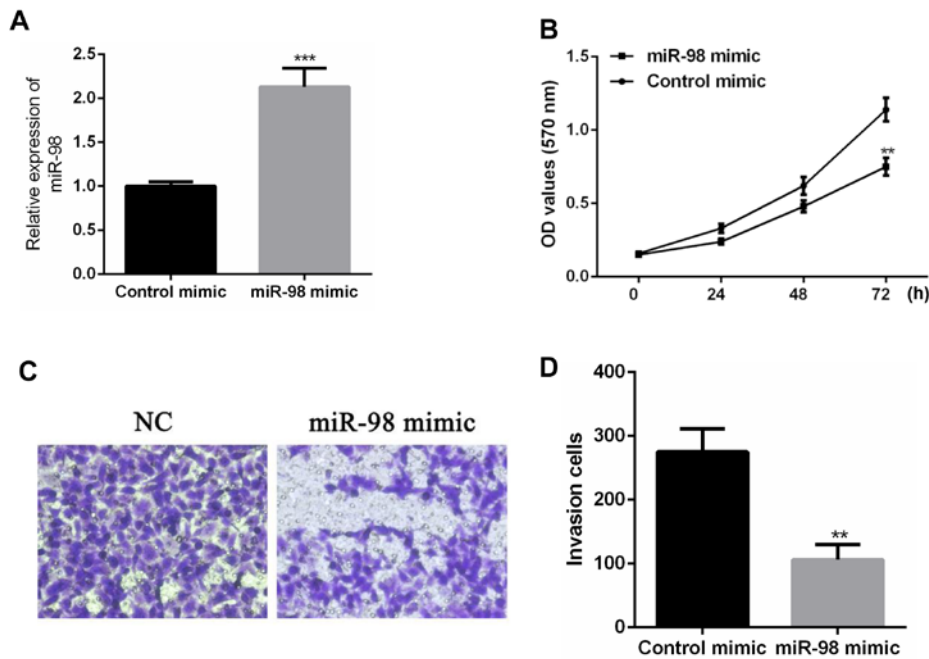 A
Relative expression of
miR-98
2.5
2.0
1.5
1.0
0.5
0.0
***
Control mimic
miR-98 mimic
B
OD values (570 nm)
1.5
1.0
0.5
0.0
miR-98 mimic
Control mimic
**
0
24
48
72
(h)
C
NC
miR-98 mimic
D
Invasion cells
400
300
200
100
0
**
Control mimic
miR-98 mimic